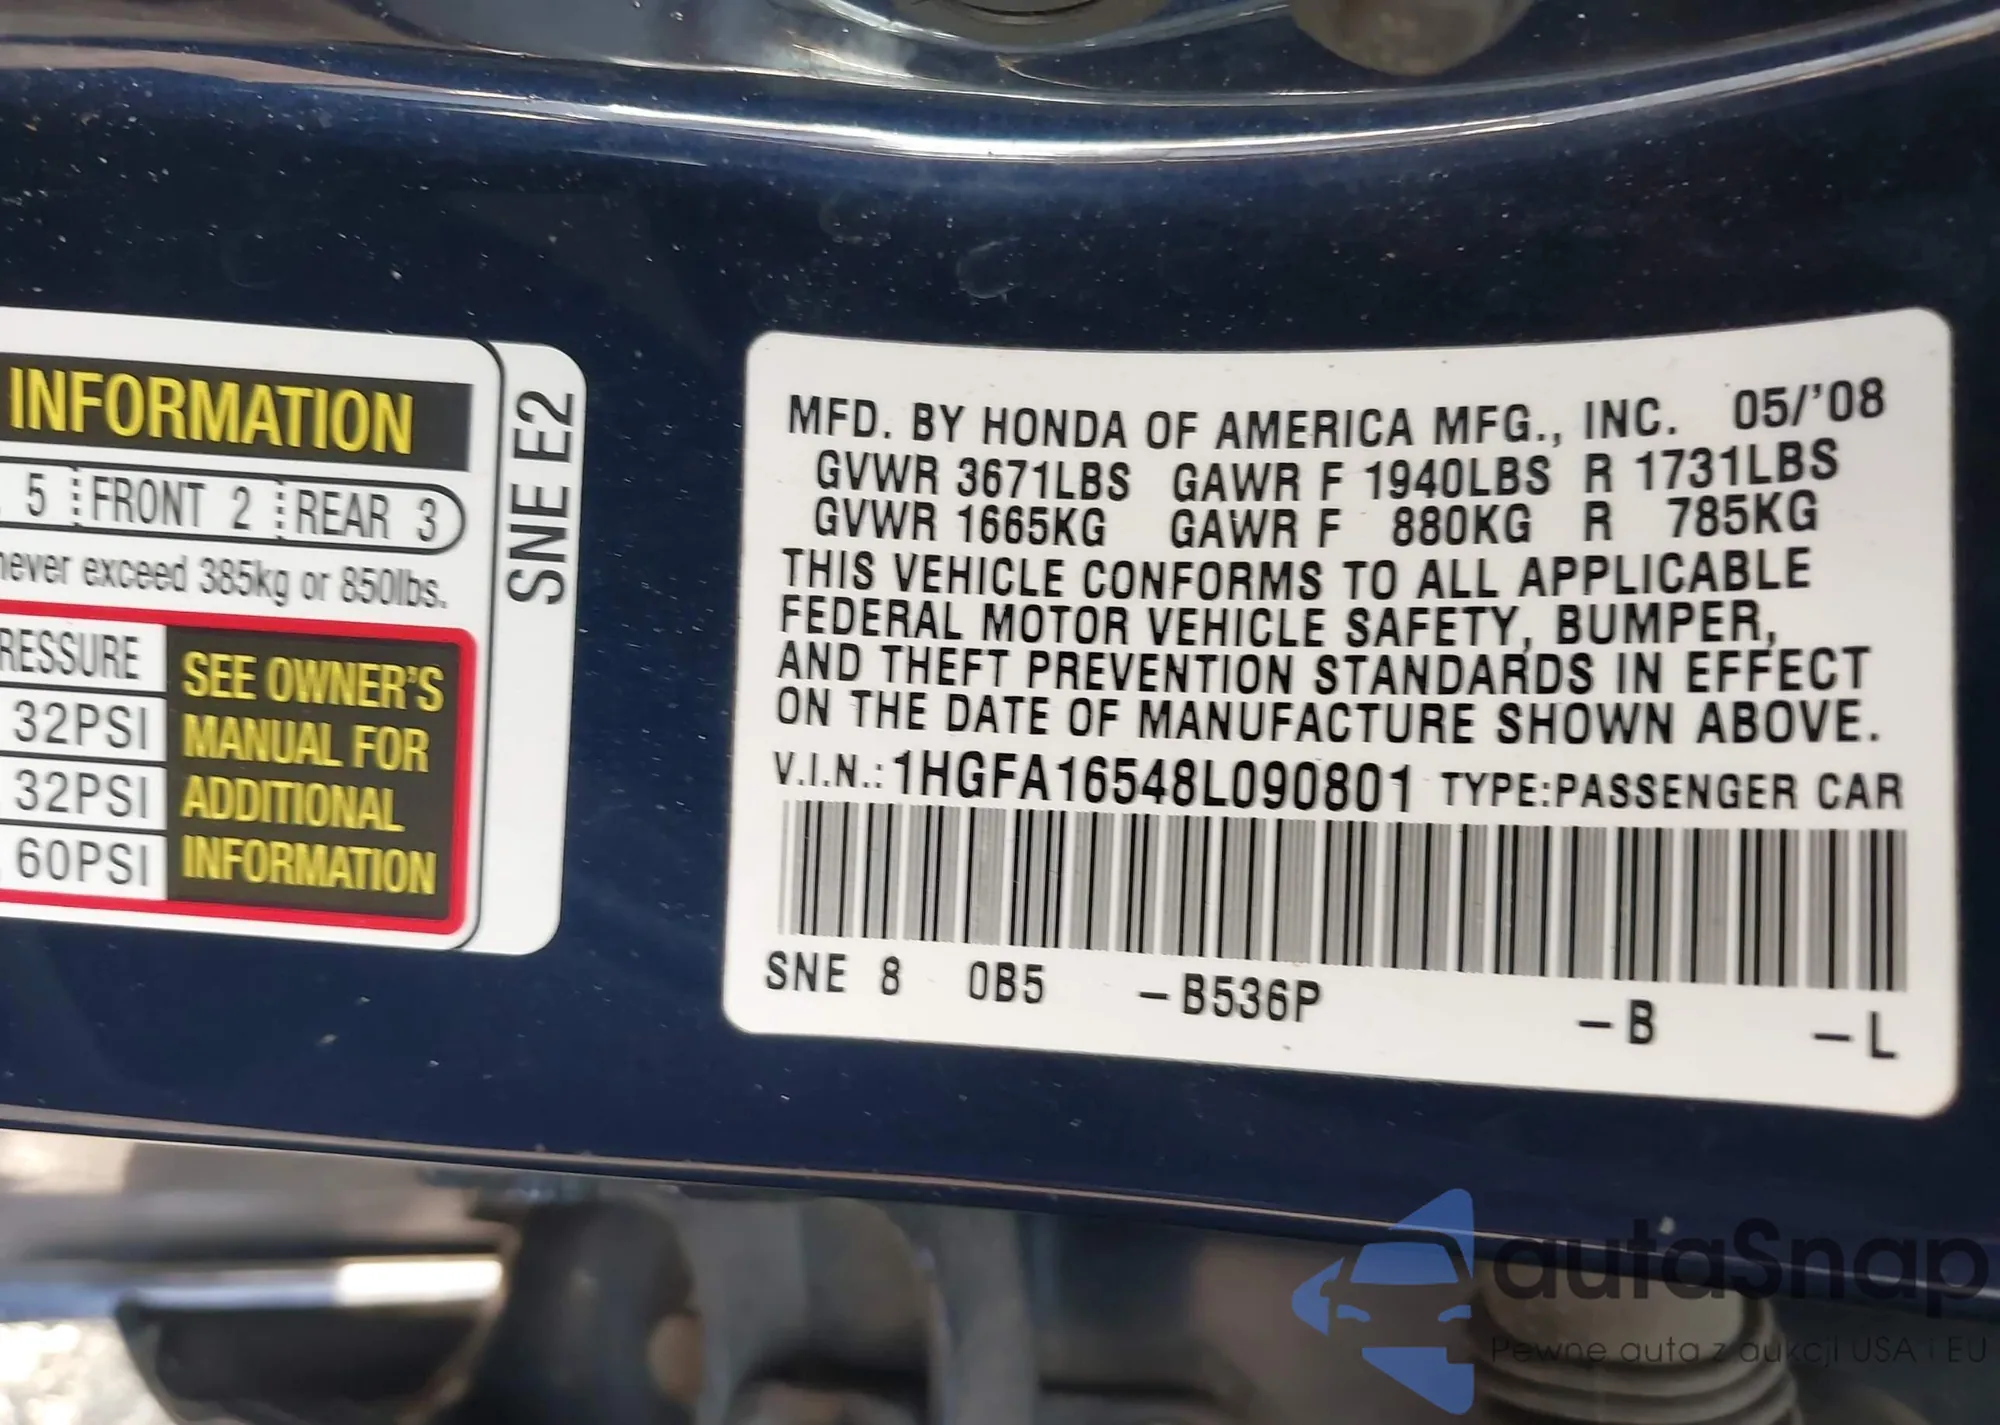 INFORMATION
5 FRONT 2 REAR 3
never exceed 385kg or 850lbs.
RESSURE
32PSI
32PSI
60PSI
SEE OWNER'S
MANUAL FOR
ADDITIONAL
INFORMATION
SNE E2
MFD. BY HONDA OF AMERICA MFG., INC. 05/'08
GVWR 3671LBS GAWR F 1940LBS R 1731LBS
GVWR 1665KG GAWR F 880KG R 785KG
THIS VEHICLE CONFORMS TO ALL APPLICABLE
FEDERAL MOTOR VEHICLE SAFETY, BUMPER,
AND THEFT PREVENTION STANDARDS IN EFFECT
ON THE DATE OF MANUFACTURE SHOWN ABOVE.
V.I.N.: 1HGFA16548L090801 TYPE:PASSENGER CAR
SNE 8 0B5 -B536P -B -L
autaSnap
Pewne auta z aukcji USA i EU